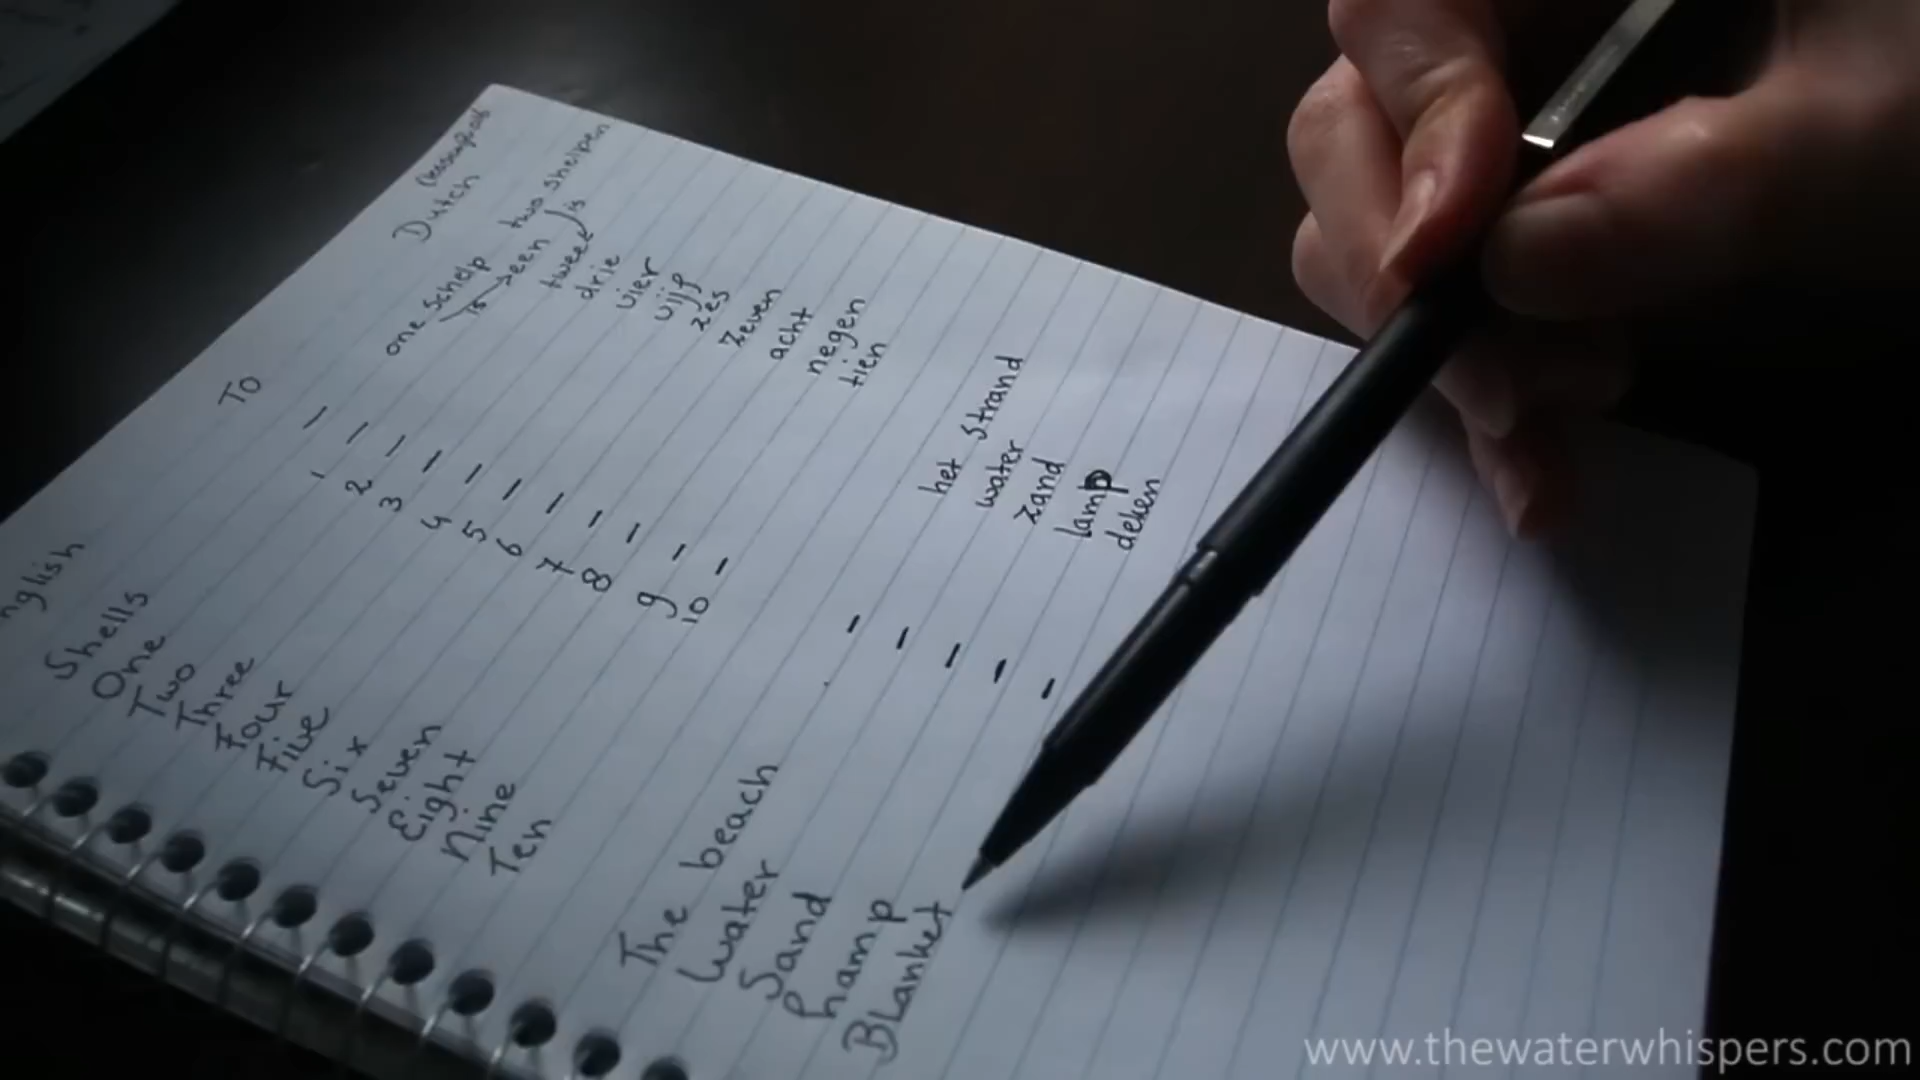 English To Dutch
Shells - one schelp two shelpen
is is
One 1 - een
Two 2 - twee
Three 3 - drie
Four 4 - vier
Five 5 - vijf
Six 6 - zes
Seven 7 - zeven
Eight 8 - acht
Nine 9 - negen
Ten 10 - tien
The beach - het strand
Water - water
Sand - zand
Lamp - lamp
Blanket - deken
www.thewaterwhispers.com